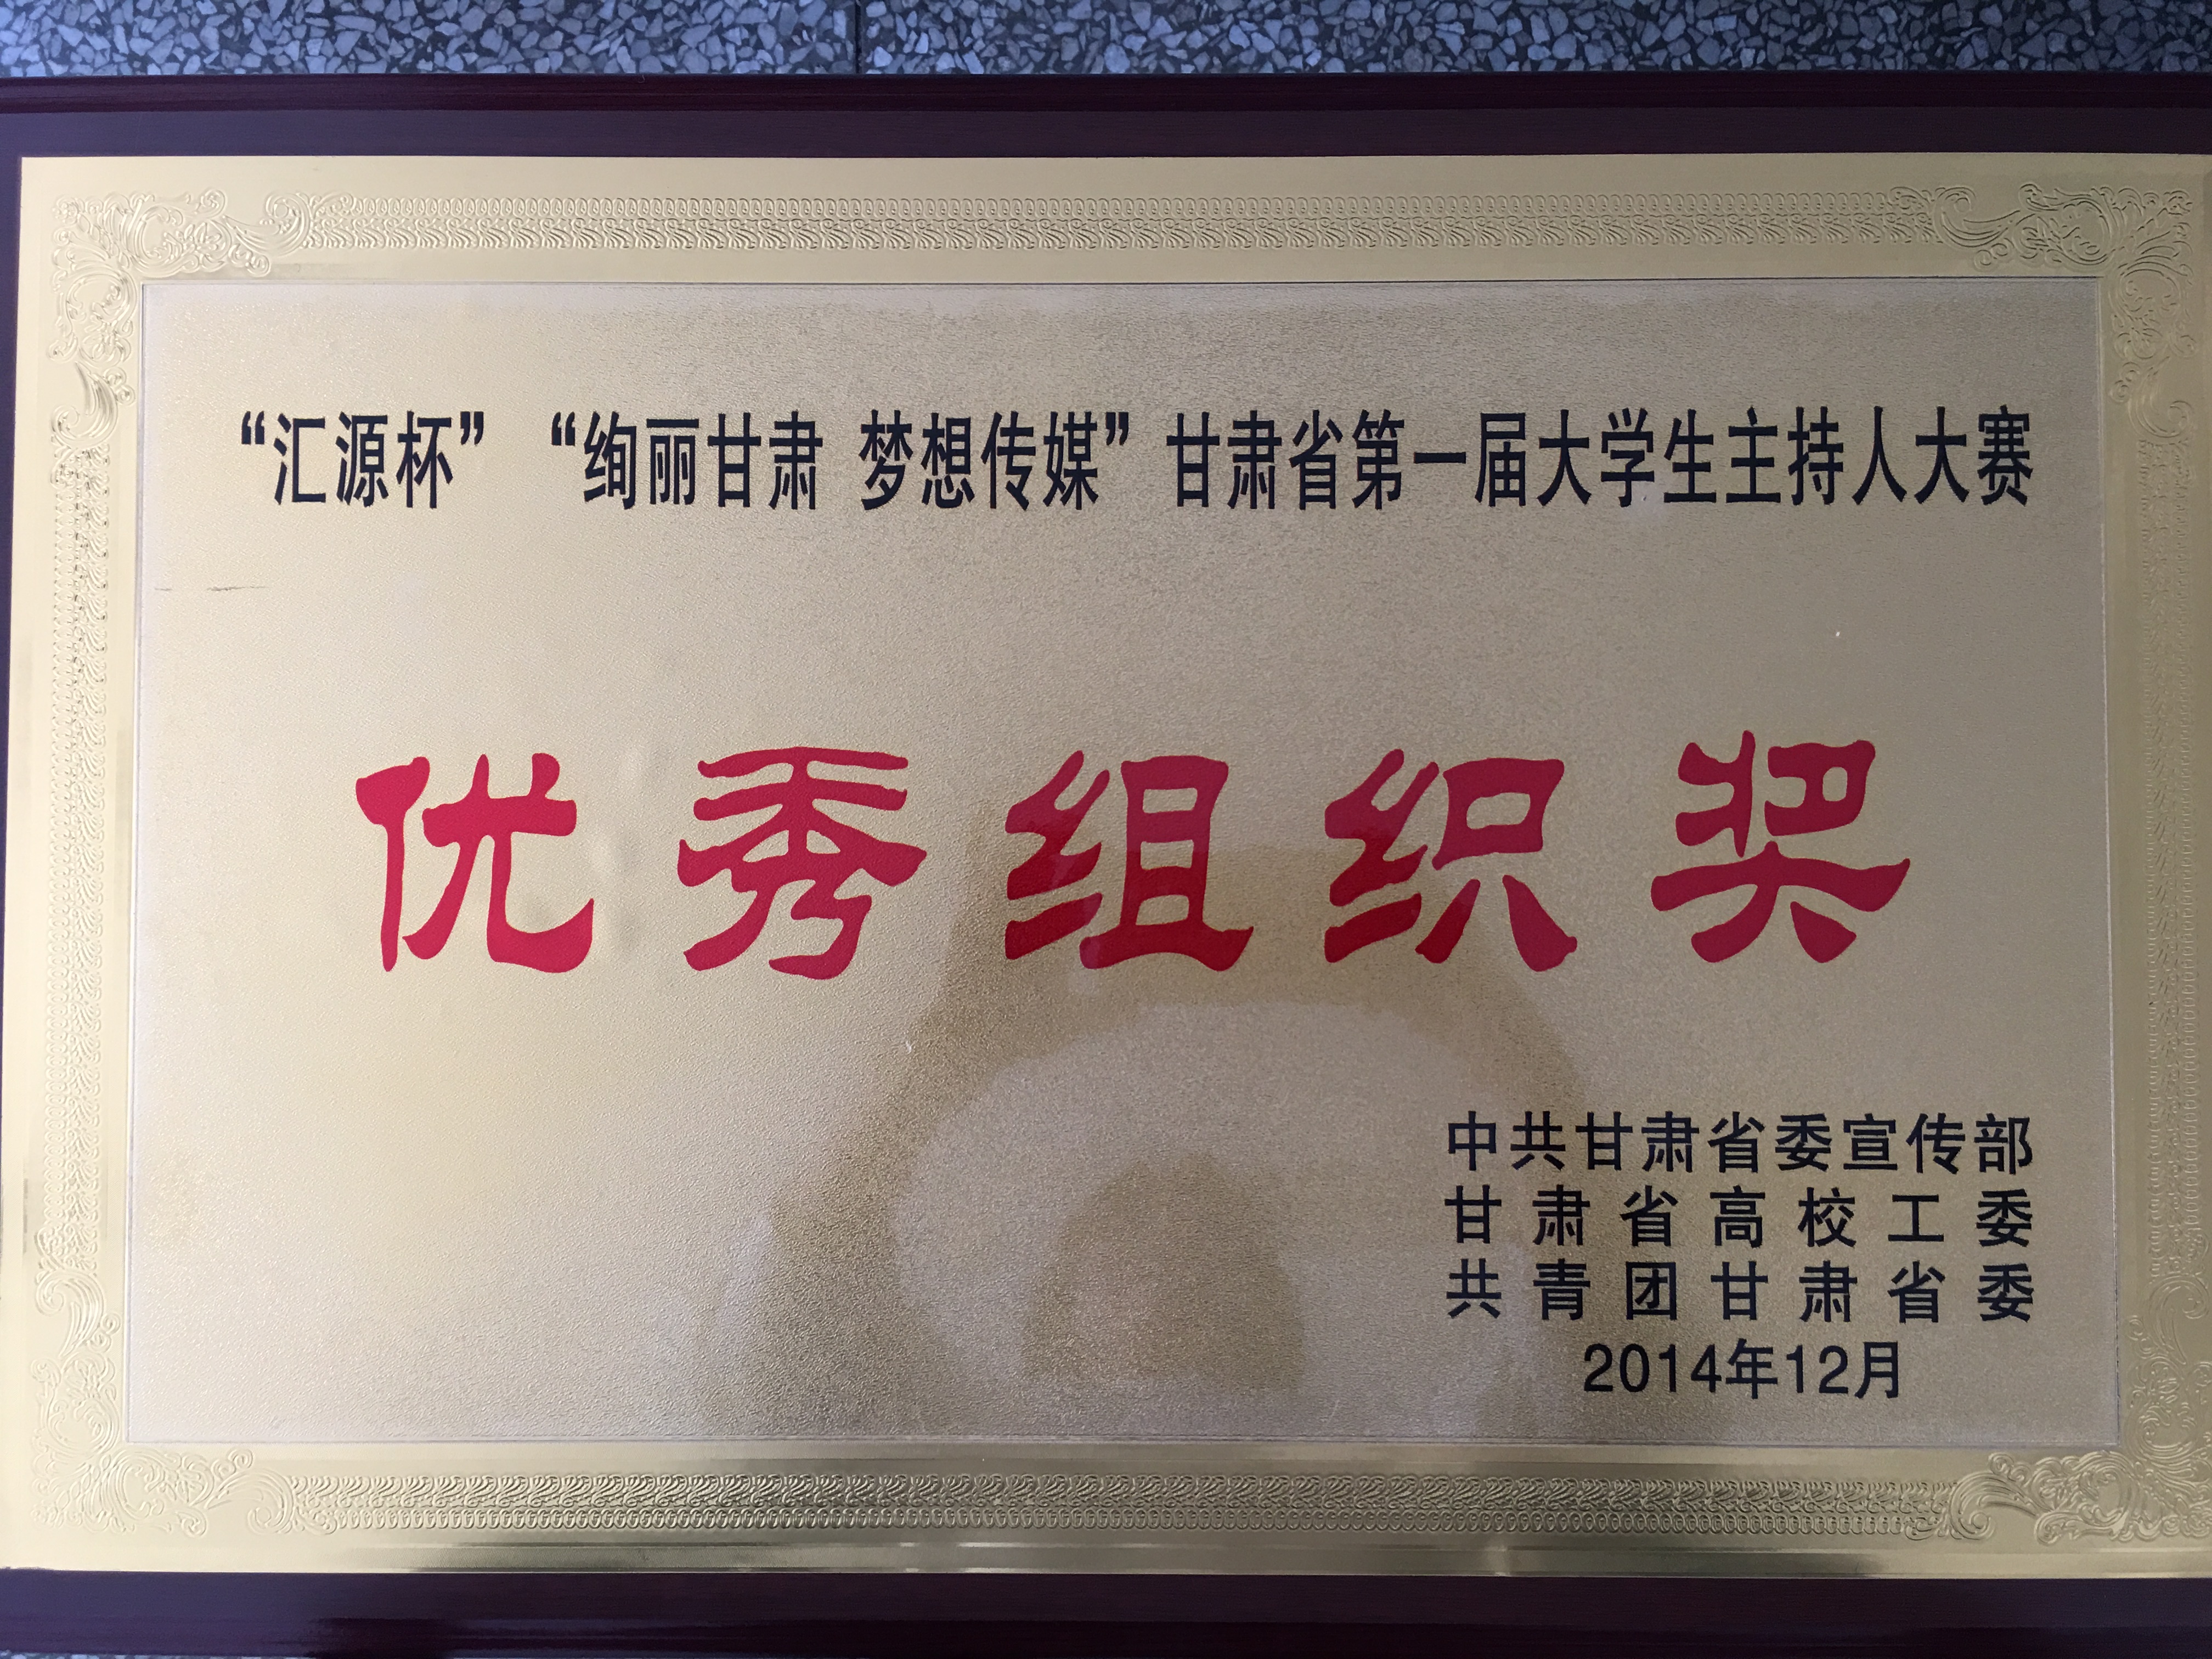 “汇源杯” “绚丽甘肃 梦想传媒” 甘肃省第一届大学生主持人大赛
优秀组织奖
中共甘肃省委宣传部
甘肃省高校工委
共青团甘肃省委
2014年12月